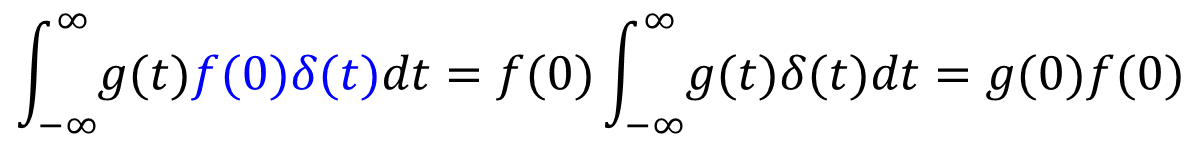 ∫_{-∞}^{∞} g(t)f(0)δ(t)dt = f(0) ∫_{-∞}^{∞} g(t)δ(t)dt = g(0)f(0)